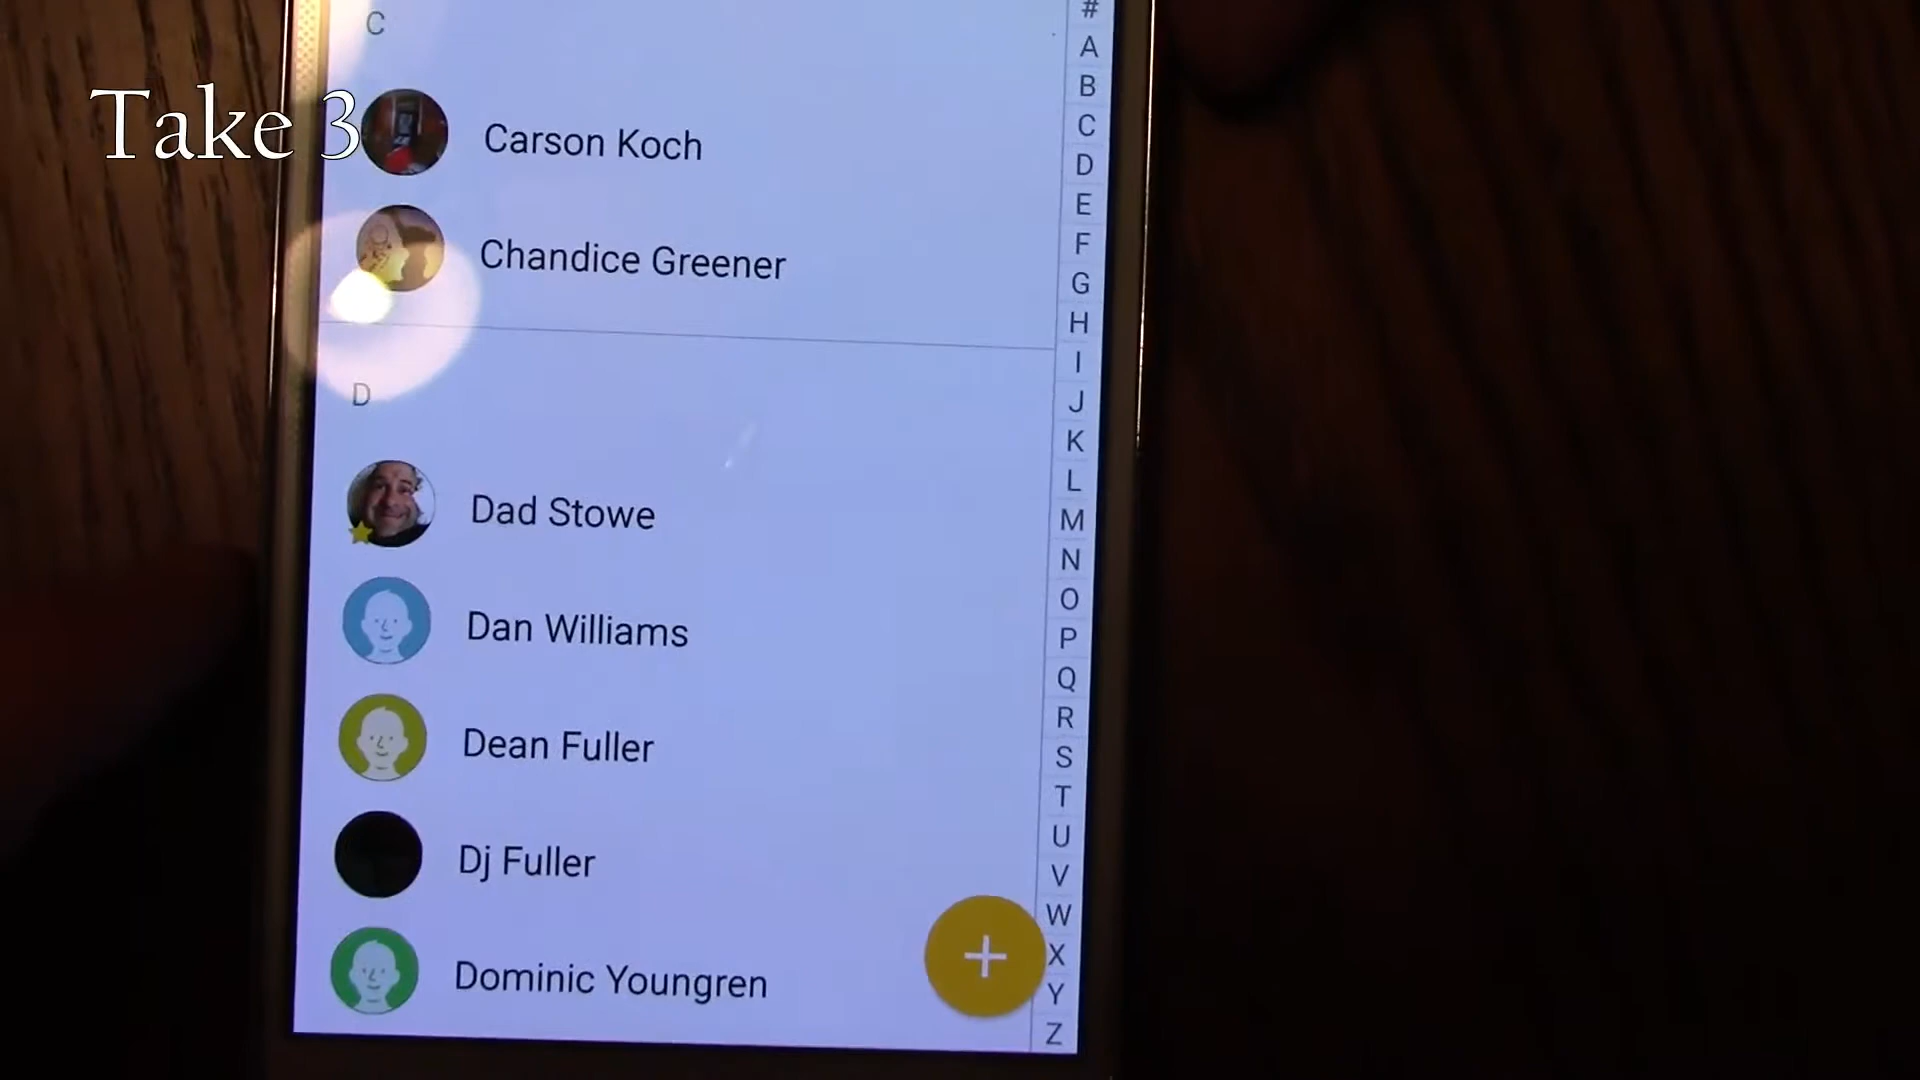 Take 3
C
Carson Koch
Chandice Greener
D
Dad Stowe
Dan Williams
Dean Fuller
Dj Fuller
Dominic Youngren
+
#
A
B
C
D
E
F
G
H
I
J
K
L
M
N
O
P
Q
R
S
T
U
V
W
X
Y
Z